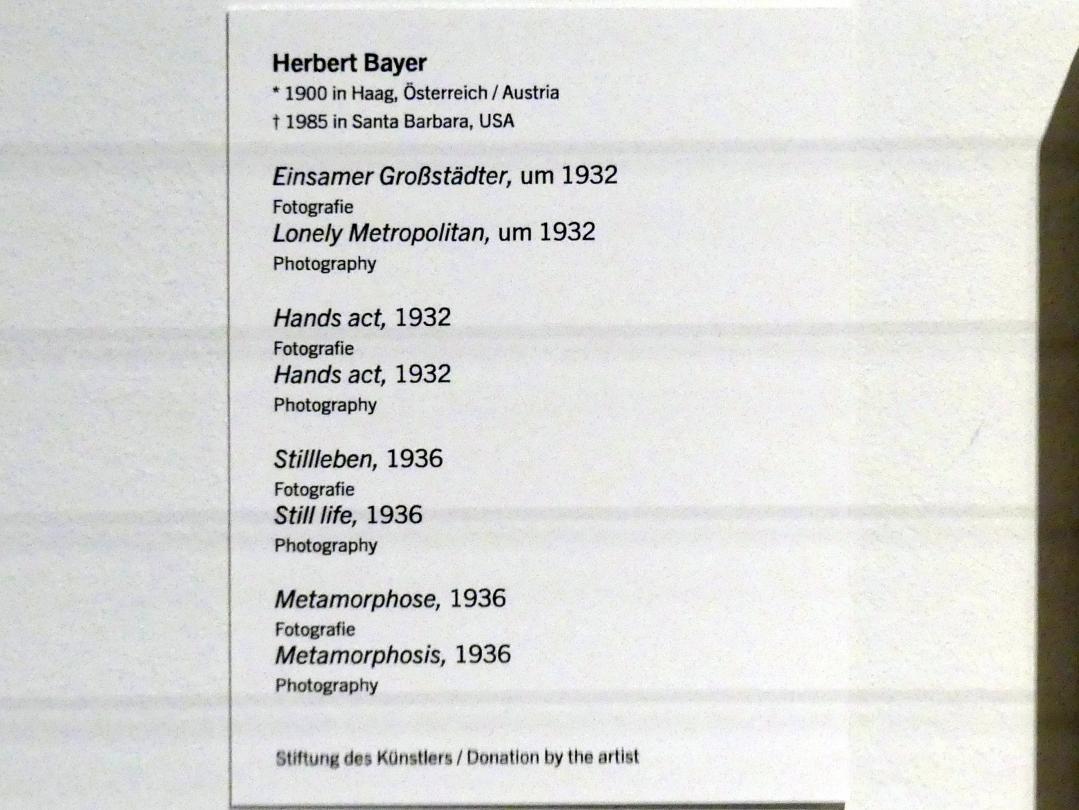 Herbert Bayer
* 1900 in Haag, Österreich / Austria
† 1985 in Santa Barbara, USA
Einsamer Großstädter, um 1932
Fotografie
Lonely Metropolitan, um 1932
Photography
Hands act, 1932
Fotografie
Hands act, 1932
Photography
Stillleben, 1936
Fotografie
Still life, 1936
Photography
Metamorphose, 1936
Fotografie
Metamorphosis, 1936
Photography
Stiftung des Künstlers / Donation by the artist